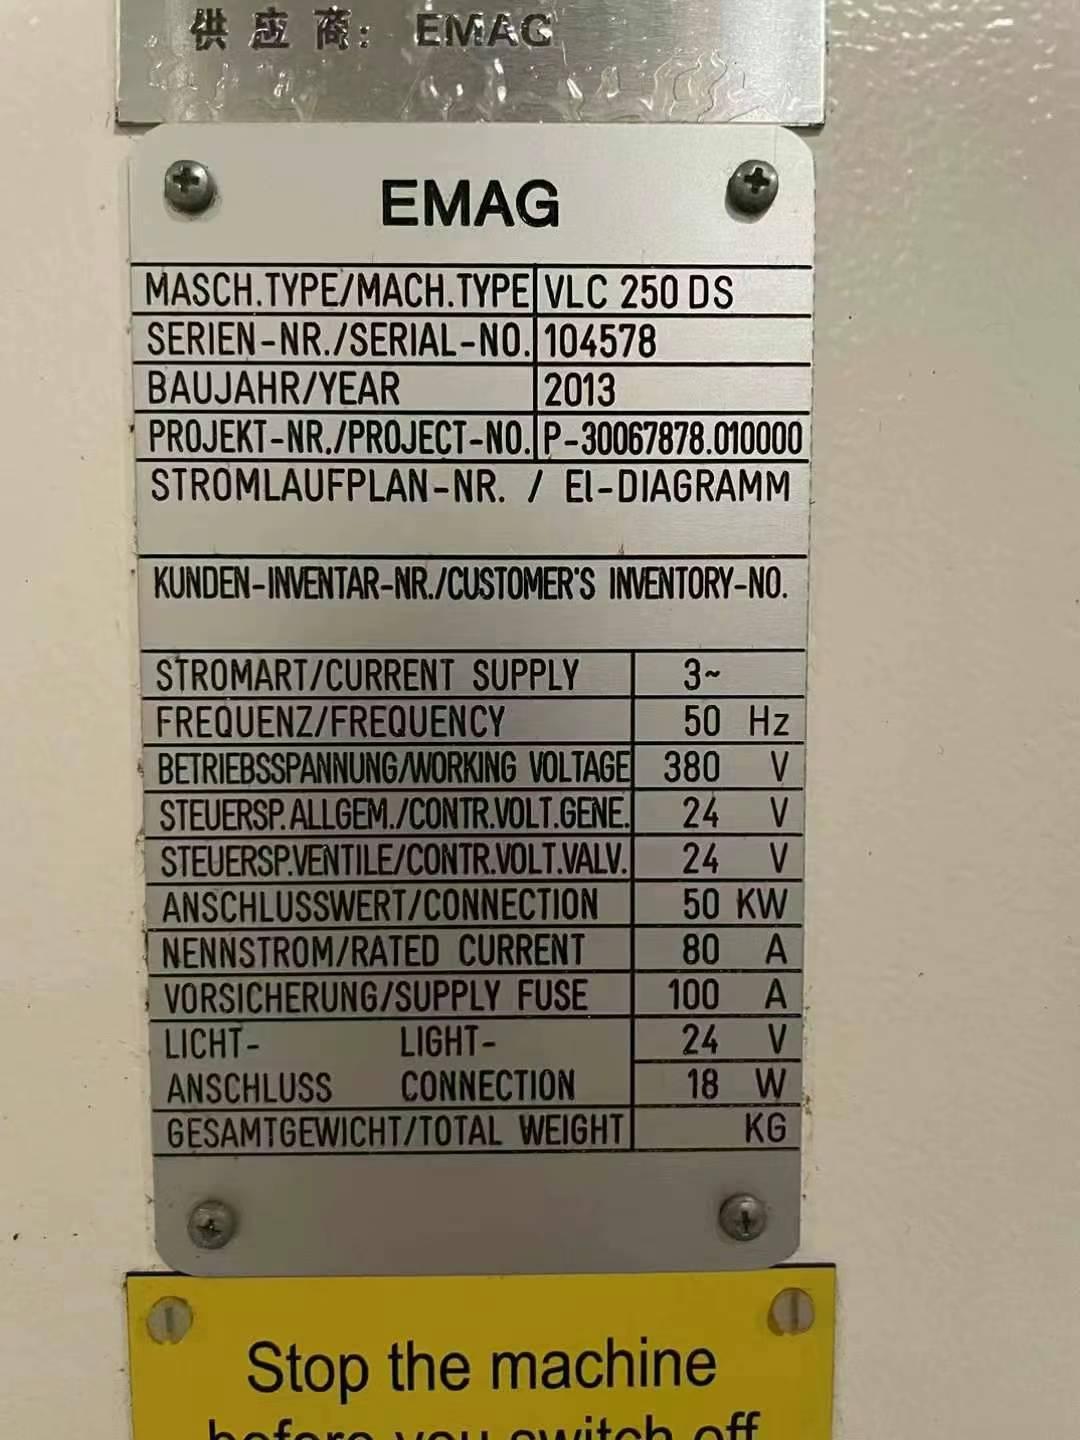 供应商: EMAG
EMAG
MASCH.TYPE/MACH.TYPE VLC 250 DS
SERIEN-NR./SERIAL-NO. 104578
BAUJAHR/YEAR 2013
PROJEKT-NR./PROJECT-NO. P-30067878.010000
STROMLAUFPLAN-NR. / El-DIAGRAMM
KUNDEN-INVENTAR-NR./CUSTOMER'S INVENTORY-NO.
STROMART/CURRENT SUPPLY 3~
FREQUENZ/FREQUENCY 50 Hz
BETRIEBSSPANNUNG/WORKING VOLTAGE 380 V
STEUERSP.ALLGEM./CONTR.VOLT.GENE. 24 V
STEUERSP.VENTILE/CONTR.VOLT.VALV. 24 V
ANSCHLUSSWERT/CONNECTION 50 KW
NENNSTROM/RATED CURRENT 80 A
VORSICHERUNG/SUPPLY FUSE 100 A
LICHT- LIGHT- 24 V
ANSCHLUSS CONNECTION 18 W
GESAMTGEWICHT/TOTAL WEIGHT KG
Stop the machine
before you switch off